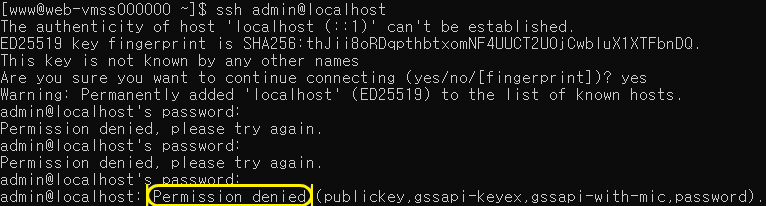 [www@web-vmss000000 ~]$ ssh admin@localhost
The authenticity of host 'localhost (::1)' can't be established.
ED25519 key fingerprint is SHA256:thJii8oRDqpthbtxomNF4UUCT2UOjCwbluX1XTFbnDQ.
This key is not known by any other names
Are you sure you want to continue connecting (yes/no/[fingerprint])? yes
Warning: Permanently added 'localhost' (ED25519) to the list of known hosts.
admin@localhost's password:
Permission denied, please try again.
admin@localhost's password:
Permission denied, please try again.
admin@localhost's password:
admin@localhost: Permission denied (publickey,gssapi-keyex,gssapi-with-mic,password).